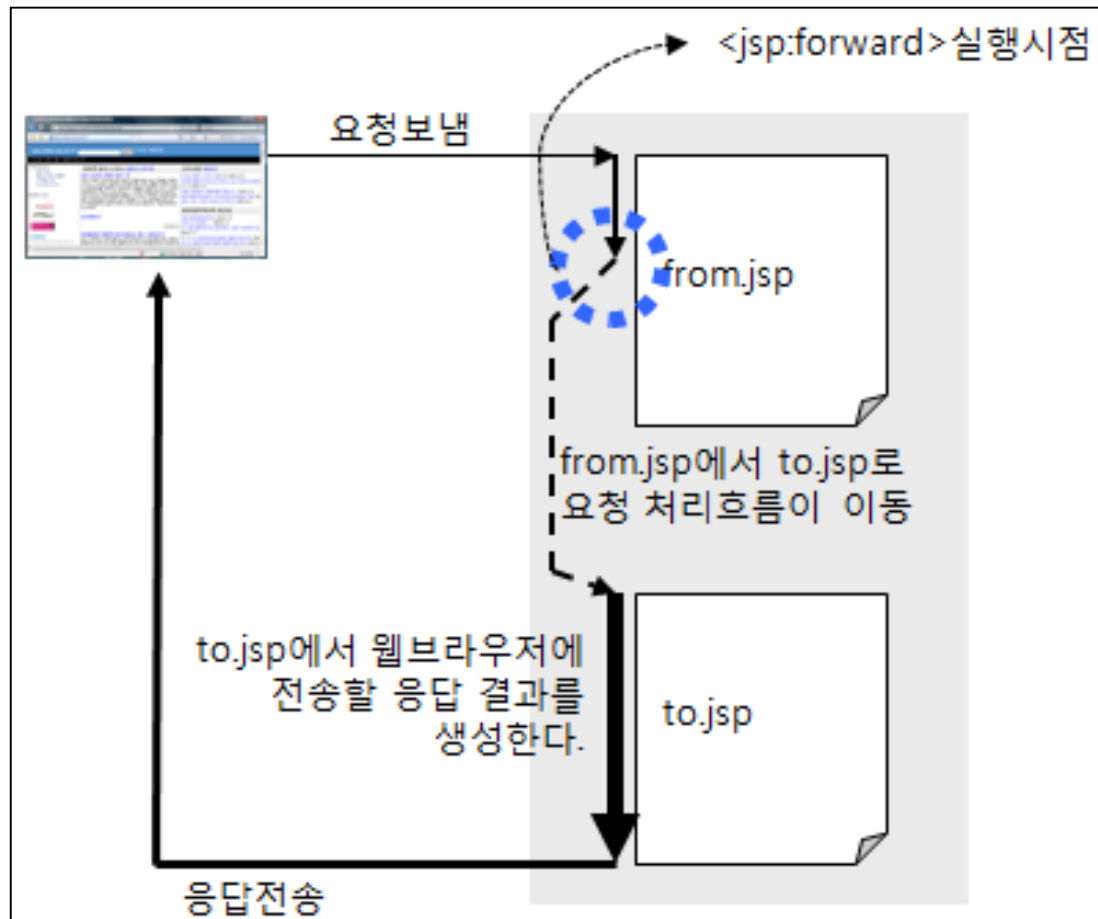 <jsp:forward>실행시점
요청보냄
from.jsp
from.jsp에서 to.jsp로
요청 처리흐름이 이동
to.jsp에서 웹브라우저에
전송할 응답 결과를
생성한다.
to.jsp
응답전송